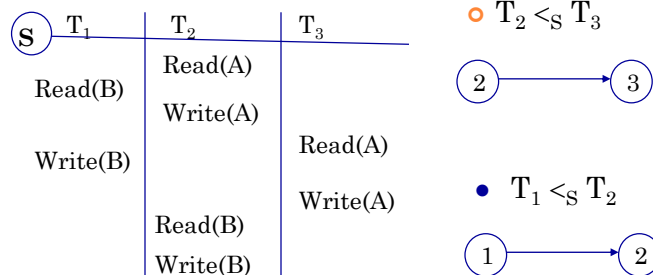 S T₁ T₂ T₃
Read(A)
Read(B)
Write(A)
Read(A)
Write(B)
Write(A)
Read(B)
Write(B)
T₂ <ₛ T₃
2 3
T₁ <ₛ T₂
1 2